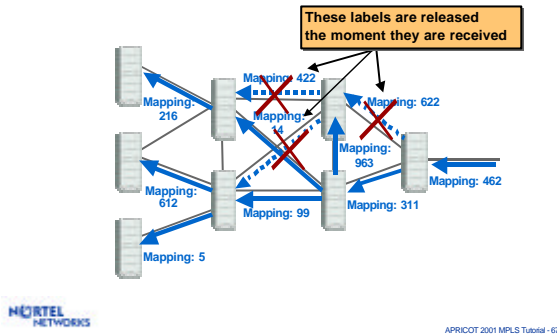 These labels are released
the moment they are received
Mapping: 422
Mapping:
216
Mapping:
14
Mapping: 622
Mapping:
963
Mapping:
612
Mapping: 99
Mapping: 311
462
Mapping: 5
NORTEL
NETWORKS
APRICOT 2001 MPLS Tutorial - 6